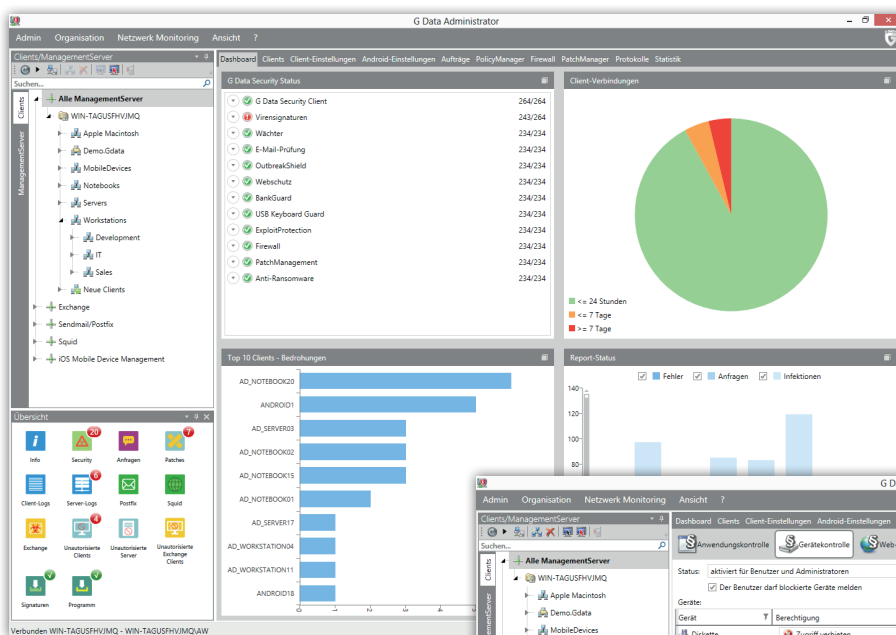 G Data Administrator
Admin Organisation Netzwerk Monitoring Ansicht ?
Clients/ManagementServer
Suchen...
Clients
ManagementServer
Alle ManagementServer
WIN-TAGUSFHVJMQ
Apple Macintosh
Demo.Gdata
MobileDevices
Notebooks
Servers
Workstations
Development
IT
Sales
Neue Clients
Exchange
Sendmail/Postfix
Squid
iOS Mobile Device Management
Übersicht
Info
20
Security
Anfragen
7
Patches
Client-Logs
6
Server-Logs
Postfix
Squid
Exchange
4
Unautorisierte Clients
Unautorisierte Server
Unautorisierte Exchange Clients
Signaturen
Programm
Verbunden WIN-TAGUSFHVJMQ - WIN-TAGUSFHVJMQ\AW
Dashboard Clients Client-Einstellungen Android-Einstellungen Aufträge PolicyManager Firewall PatchManager Protokolle Statistik
G Data Security Status
G Data Security Client 264/264
Virensignaturen 243/264
Wächter 234/234
E-Mail-Prüfung 234/234
OutbreakShield 234/234
Webschutz 234/234
BankGuard 234/234
USB Keyboard Guard 234/234
ExploitProtection 234/234
Firewall 234/234
PatchManagement 234/234
Anti-Ransomware 234/234
Client-Verbindungen
<= 24 Stunden
<= 7 Tage
>= 7 Tage
Top 10 Clients - Bedrohungen
AD_NOTEBOOK20
ANDROID1
AD_SERVER03
AD_NOTEBOOK02
AD_NOTEBOOK15
AD_NOTEBOOK01
AD_SERVER17
AD_WORKSTATION04
AD_WORKSTATION11
ANDROID18
0 1 2 3 4
Report-Status
Fehler Anfragen Infektionen
140
120
100
80
G D
Admin Organisation Netzwerk Monitoring Ansicht ?
Clients/ManagementServer
Suchen...
Clients
Alle ManagementServer
WIN-TAGUSFHVJMQ
Apple Macintosh
Demo.Gdata
MobileDevices
Dashboard Clients Client-Einstellungen Android-Einstellungen
Anwendungskontrolle Gerätekontrolle Web-
Status: aktiviert für Benutzer und Administratoren
Der Benutzer darf blockierte Geräte melden
Geräte:
Gerät Berechtigung
Diskette Zugriff verbieten